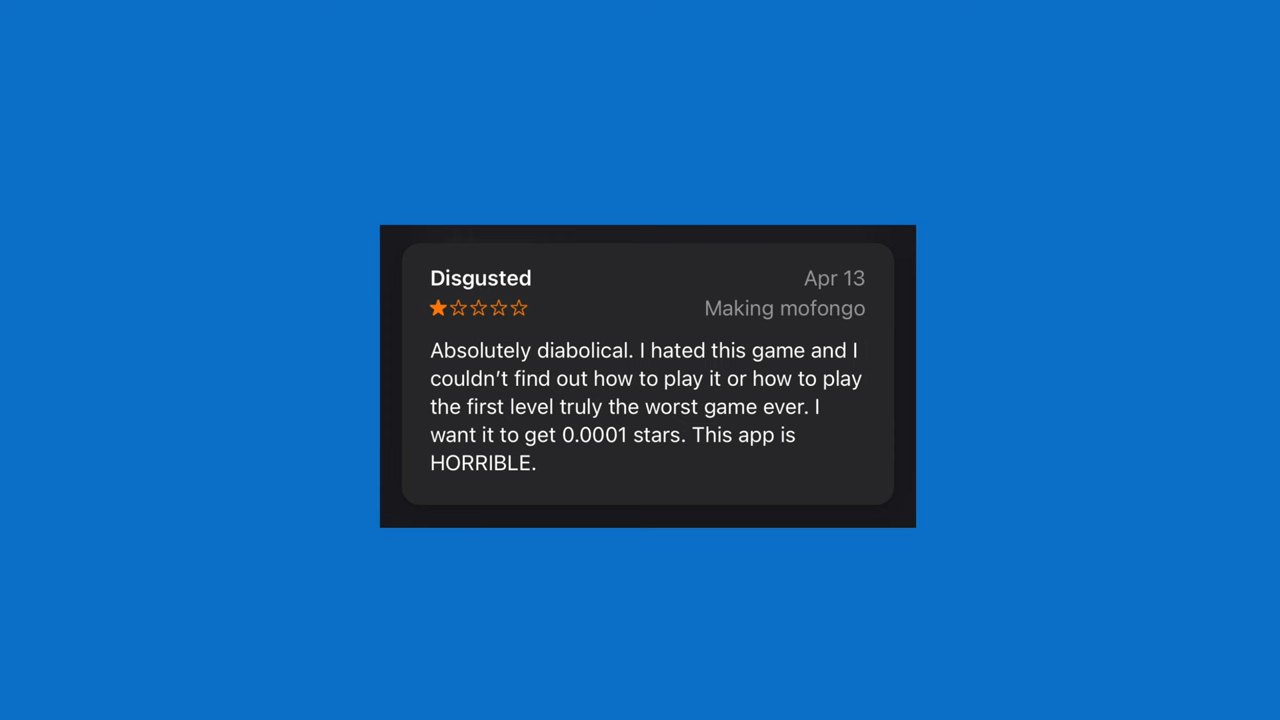 Disgusted
Apr 13
Making mofongo
Absolutely diabolical. I hated this game and I
couldn’t find out how to play it or how to play
the first level truly the worst game ever. I
want it to get 0.0001 stars. This app is
HORRIBLE.